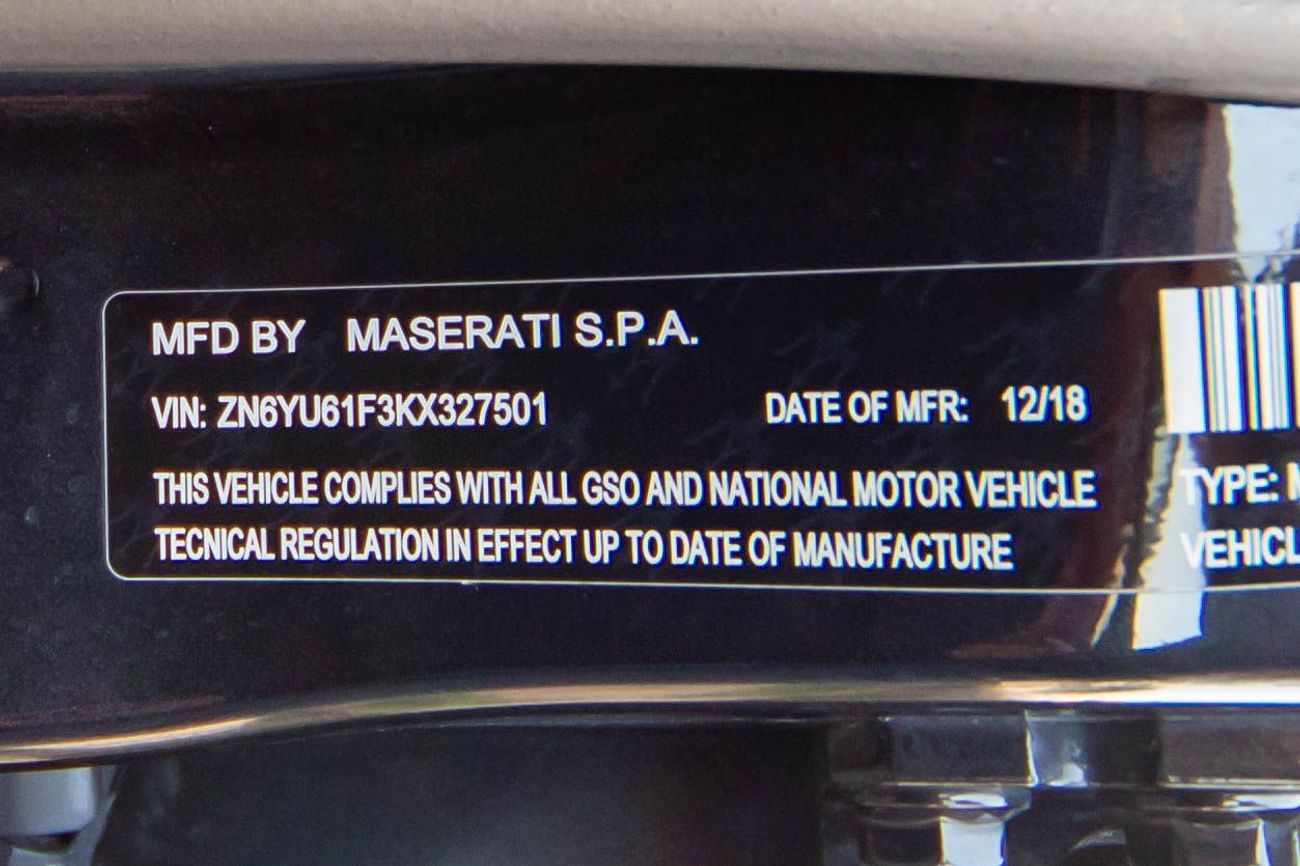 MFD BY MASERATI S.P.A.
VIN: ZN6YU61F3KX327501 DATE OF MFR: 12/18
THIS VEHICLE COMPLIES WITH ALL GSO AND NATIONAL MOTOR VEHICLE
TECNICAL REGULATION IN EFFECT UP TO DATE OF MANUFACTURE
TYPE: